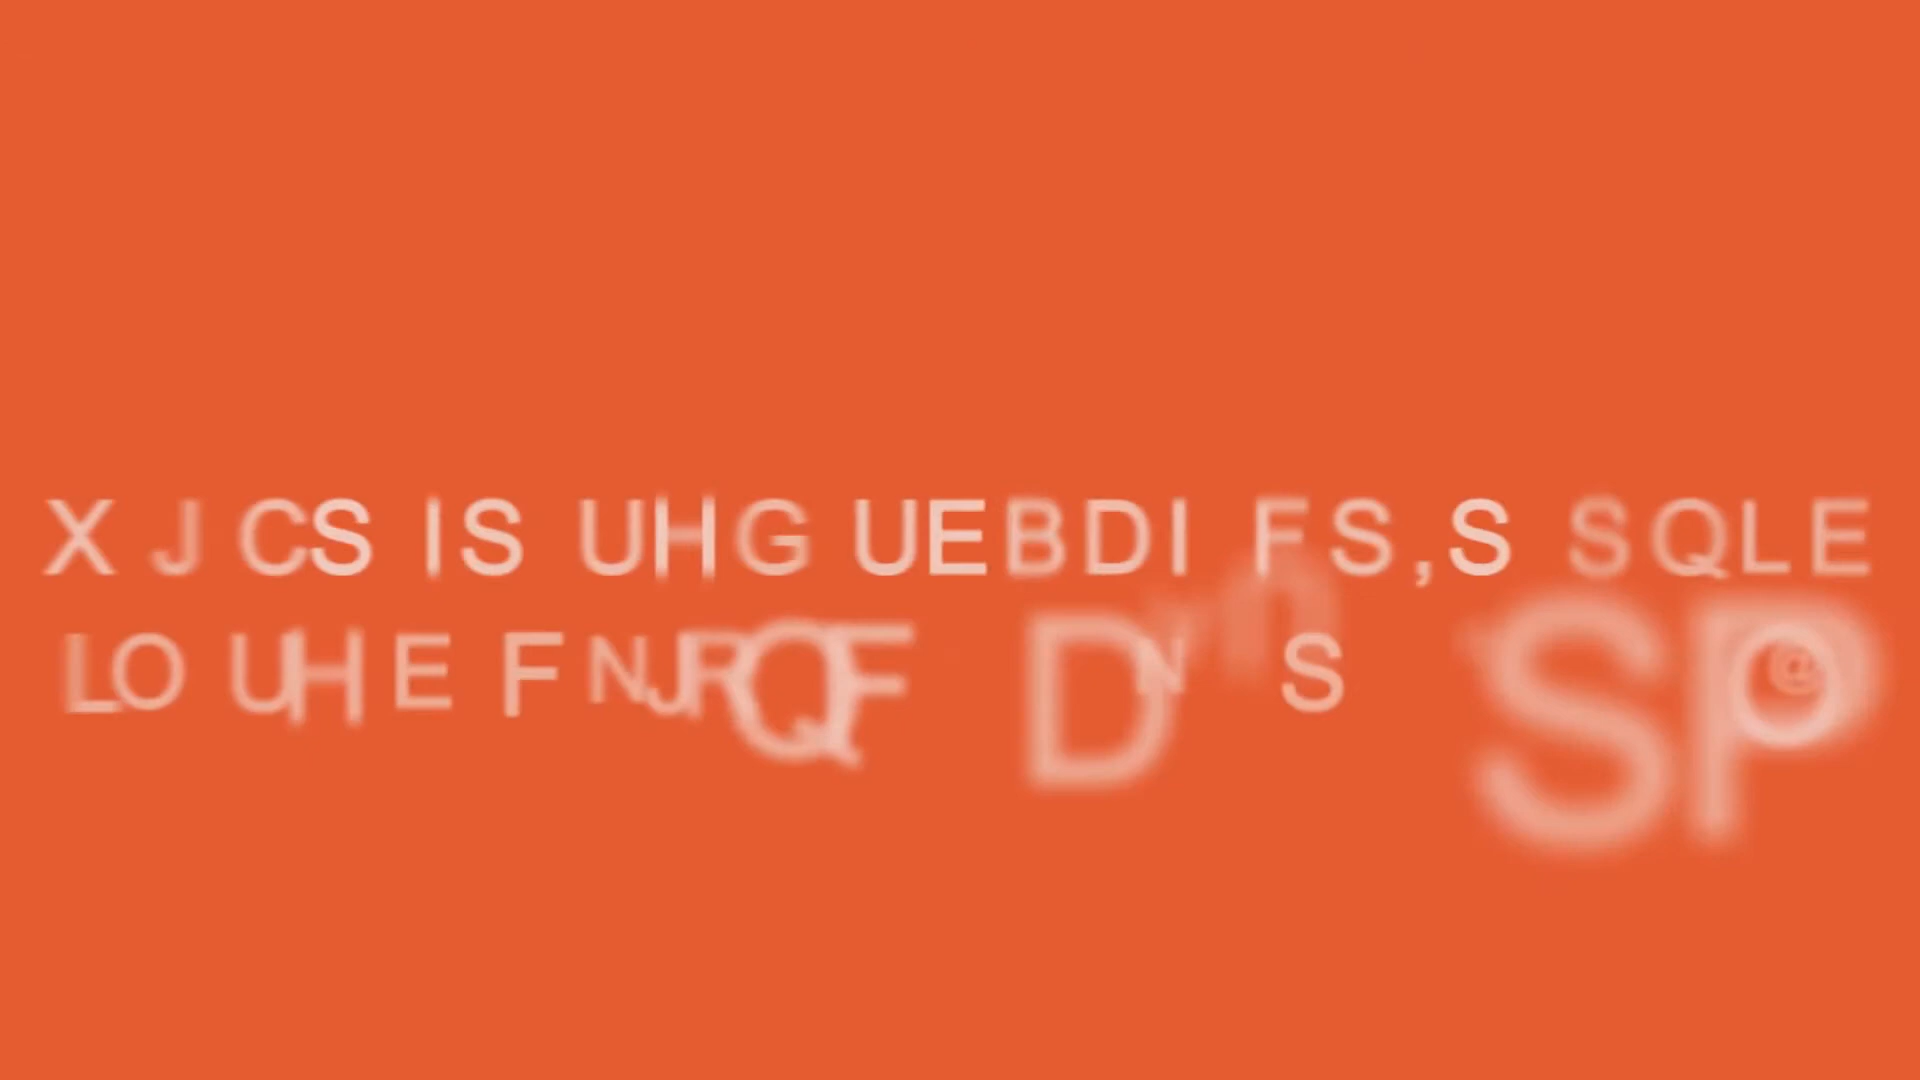 X J CS IS UHG UEBDI FS,S SQLE
LO UHE F NJRQF D N S SP